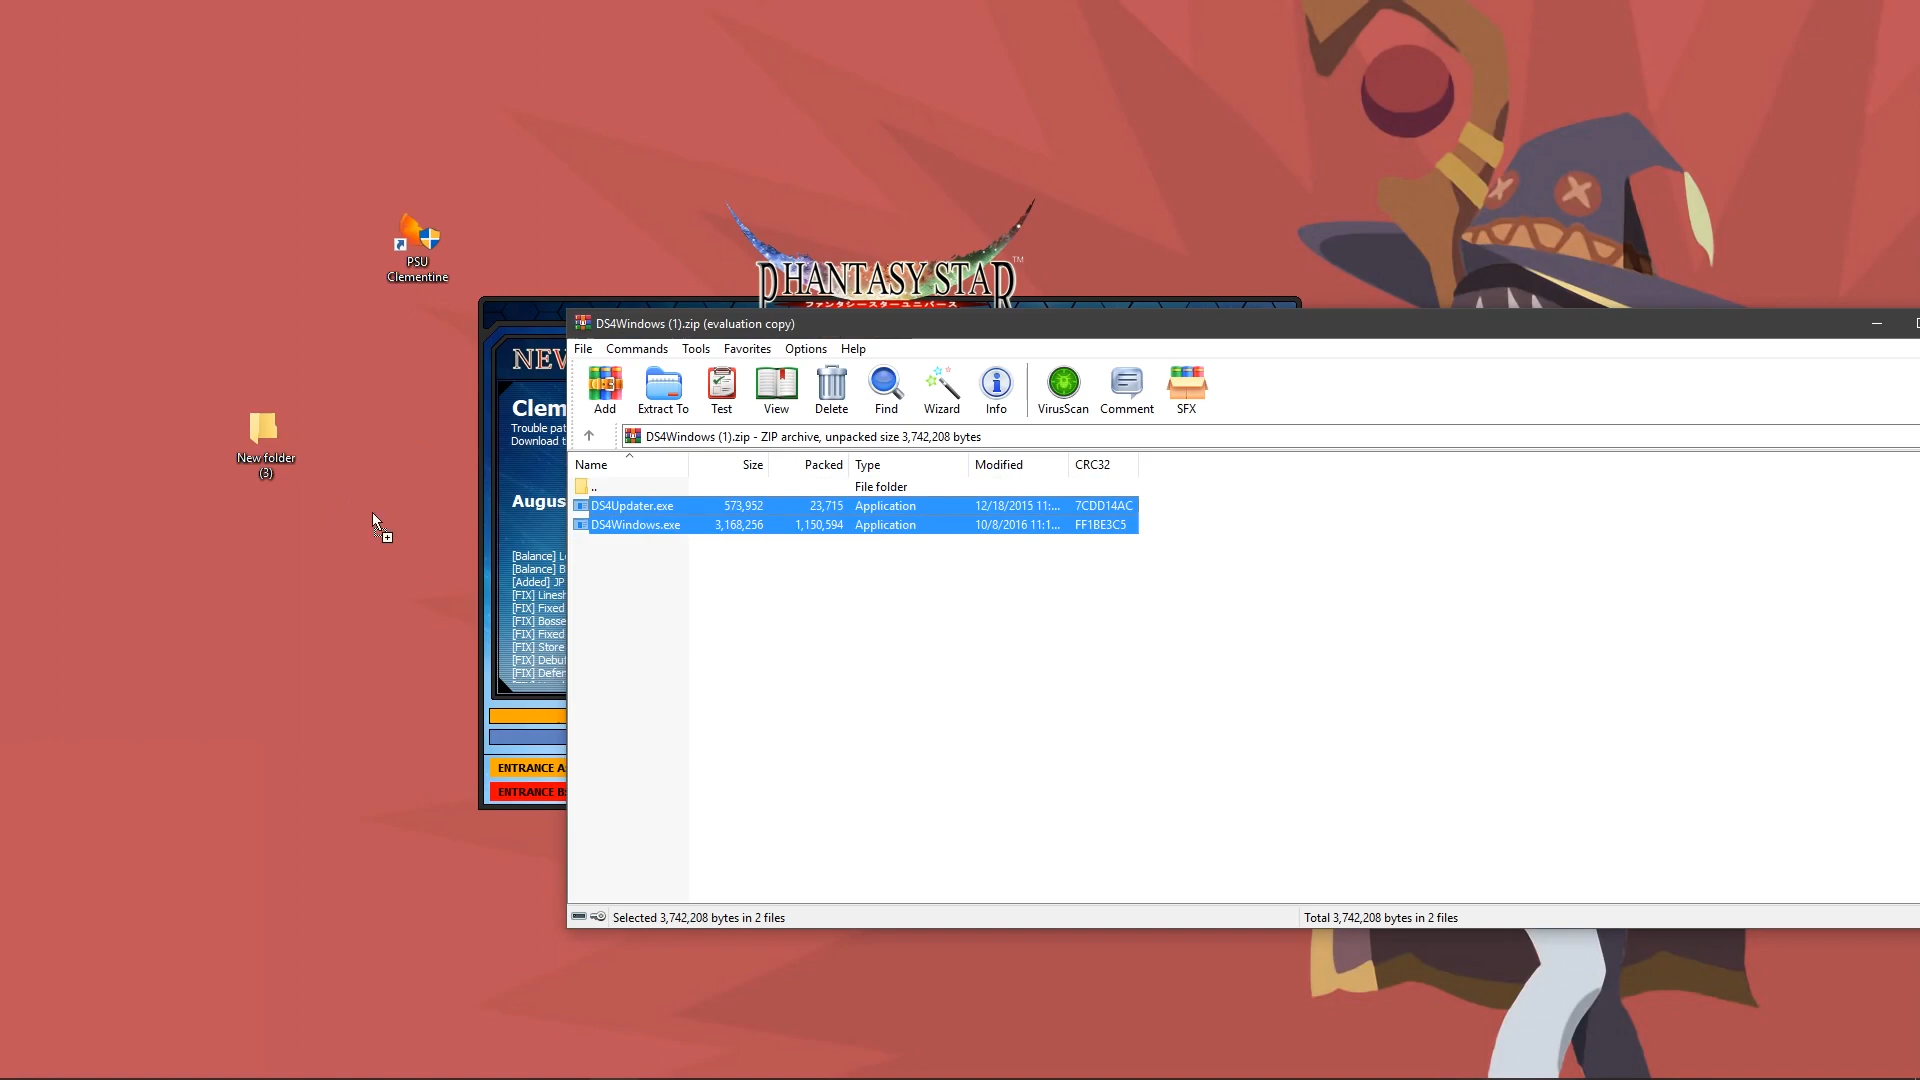 PSU
Clementine
New folder
(3)
PHANTASY STAR
TM
ファンタシースターユニバース
DS4Windows (1).zip (evaluation copy)
File Commands Tools Favorites Options Help
Add Extract To Test View Delete Find Wizard Info VirusScan Comment SFX
DS4Windows (1).zip - ZIP archive, unpacked size 3,742,208 bytes
Name Size Packed Type Modified CRC32
.. File folder
DS4Updater.exe 573,952 23,715 Application 12/18/2015 11:... 7CDD14AC
DS4Windows.exe 3,168,256 1,150,594 Application 10/8/2016 11:1... FF1BE3C5
Selected 3,742,208 bytes in 2 files
Total 3,742,208 bytes in 2 files
NEW
Clem
Trouble pat
Download t
Augus
[Balance] L
[Balance] B
[Added] JP
[FIX] Linesh
[FIX] Fixed
[FIX] Bosse
[FIX] Fixed
[FIX] Store
[FIX] Debuf
[FIX] Defen
ENTRANCE A
ENTRANCE B: